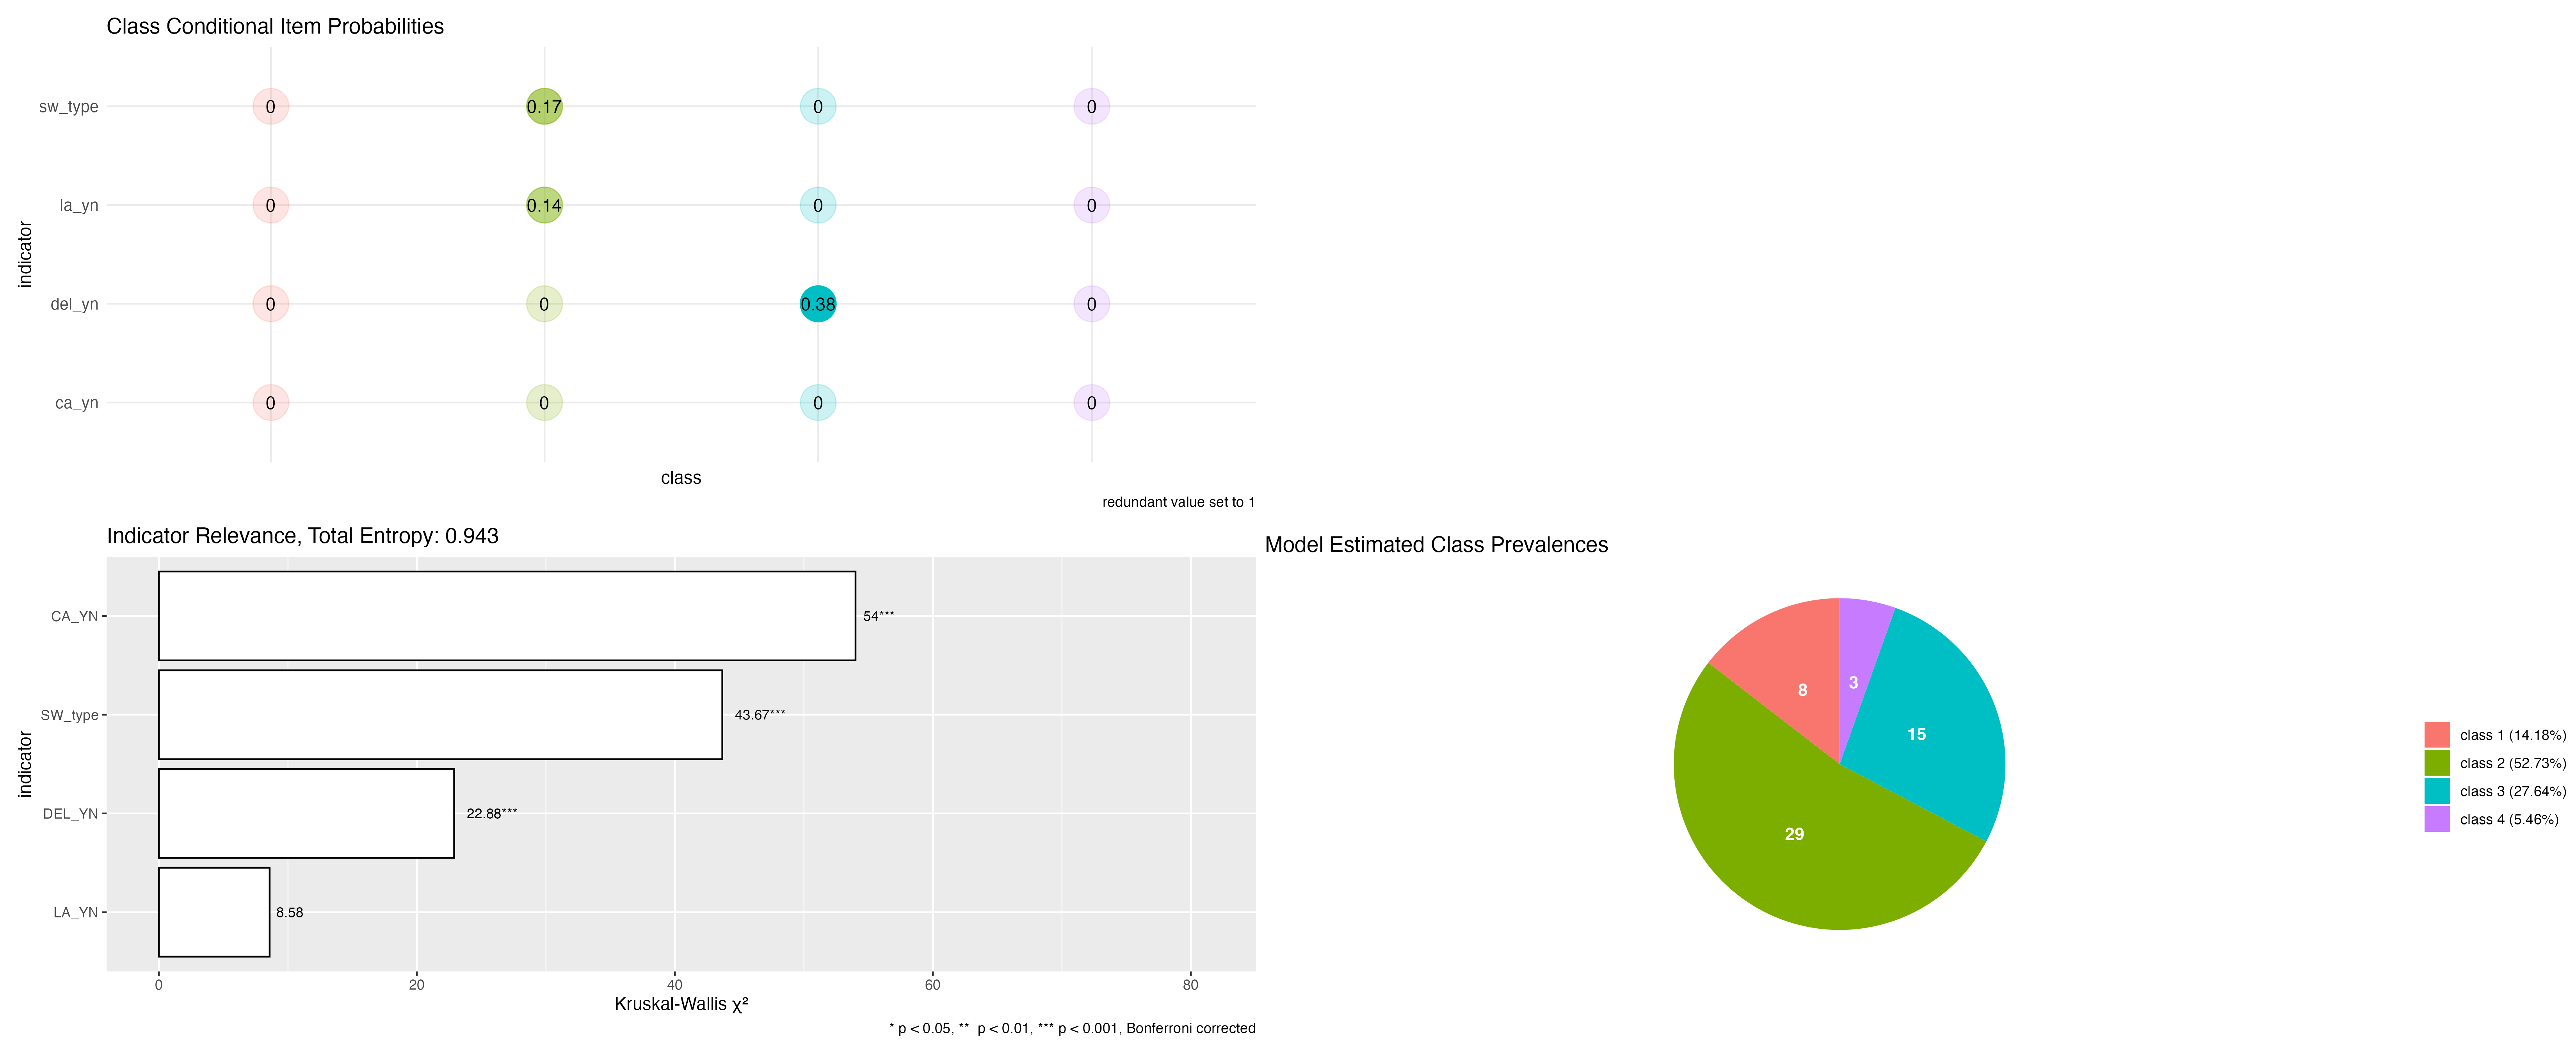 Class Conditional Item Probabilities
indicator
sw_type
0 0.17 0 0
la_yn
0 0.14 0 0
del_yn
0 0 0.38 0
ca_yn
0 0 0 0
class
redundant value set to 1
Indicator Relevance, Total Entropy: 0.943
indicator
CA_YN
54***
SW_type
43.67***
DEL_YN
22.88***
LA_YN
8.58
0 20 40 60 80
Kruskal-Wallis χ²
* p < 0.05, ** p < 0.01, *** p < 0.001, Bonferroni corrected
Model Estimated Class Prevalences
8
3
15
29
class 1 (14.18%)
class 2 (52.73%)
class 3 (27.64%)
class 4 (5.46%)